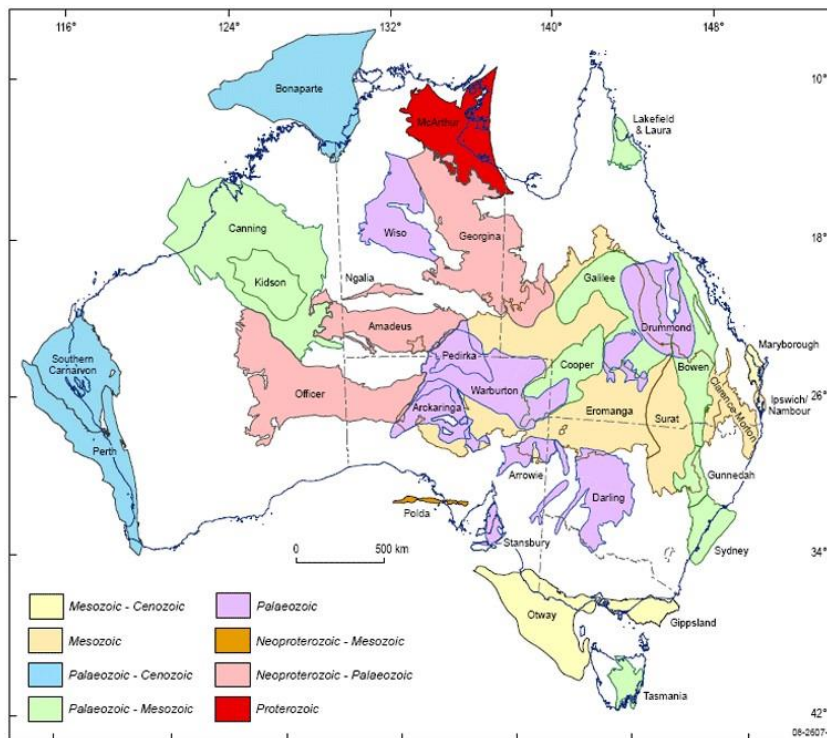 116°
124°
132°
140°
148°
10°
18°
26°
34°
42°
Bonaparte
McArthur
Lakefield
& Laura
Canning
Wiso
Georgina
Kidson
Ngalia
Galilee
Amadeus
Drummond
Southern
Carnarvon
Pedirka
Maryborough
Cooper
Bowen
Officer
Warburton
Ipswich/
Nambour
Arckaringa
Eromanga
Surat
Clarence-Morton
Perth
Arrowie
Gunnedah
Polda
Darling
Stansbury
Sydney
0 500 km
Otway
Gippsland
Tasmania
Mesozoic - Cenozoic
Mesozoic
Palaeozoic - Cenozoic
Palaeozoic - Mesozoic
Palaeozoic
Neoproterozoic - Mesozoic
Neoproterozoic - Palaeozoic
Proterozoic
08-2607-